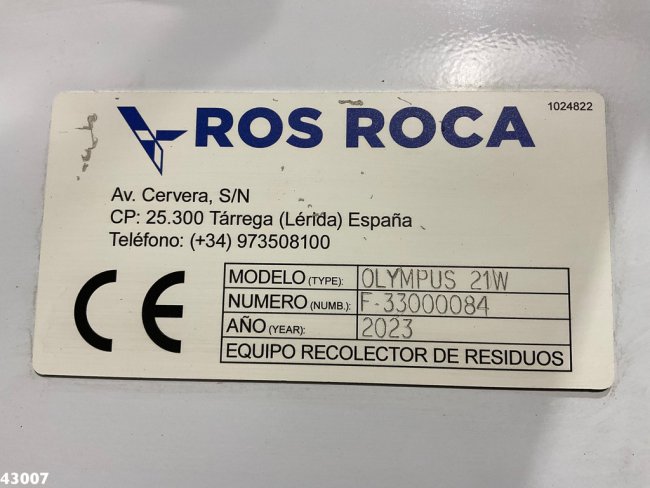 ROS ROCA
1024822
Av. Cervera, S/N
CP: 25.300 Tárrega (Lérida) España
Teléfono: (+34) 973508100
CE
MODELO (TYPE): OLYMPUS 21W
NUMERO (NUMB.): F-33000084
AÑO (YEAR): 2023
EQUIPO RECOLECTOR DE RESIDUOS
43007